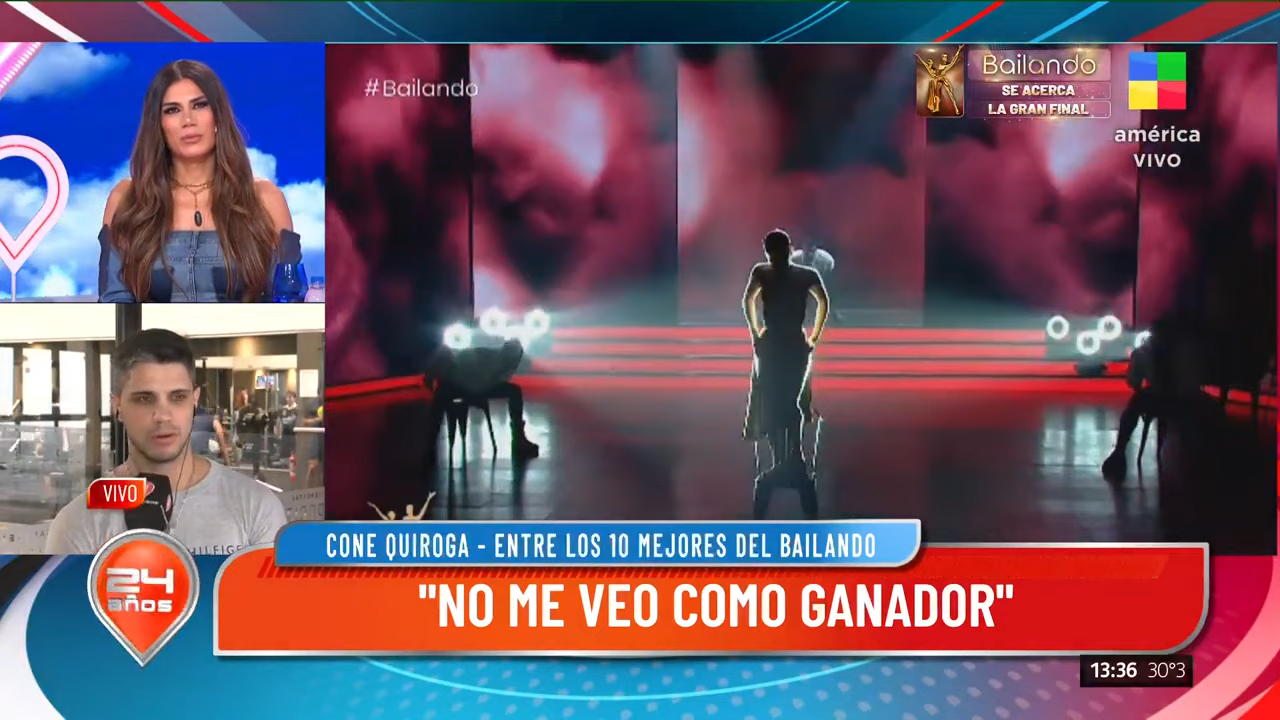 #Bailando
Bailando
SE ACERCA
LA GRAN FINAL
américa
VIVO
VIVO
HILFIGE
CONE QUIROGA - ENTRE LOS 10 MEJORES DEL BAILANDO
24
años
"NO ME VEO COMO GANADOR"
13:36 30°3